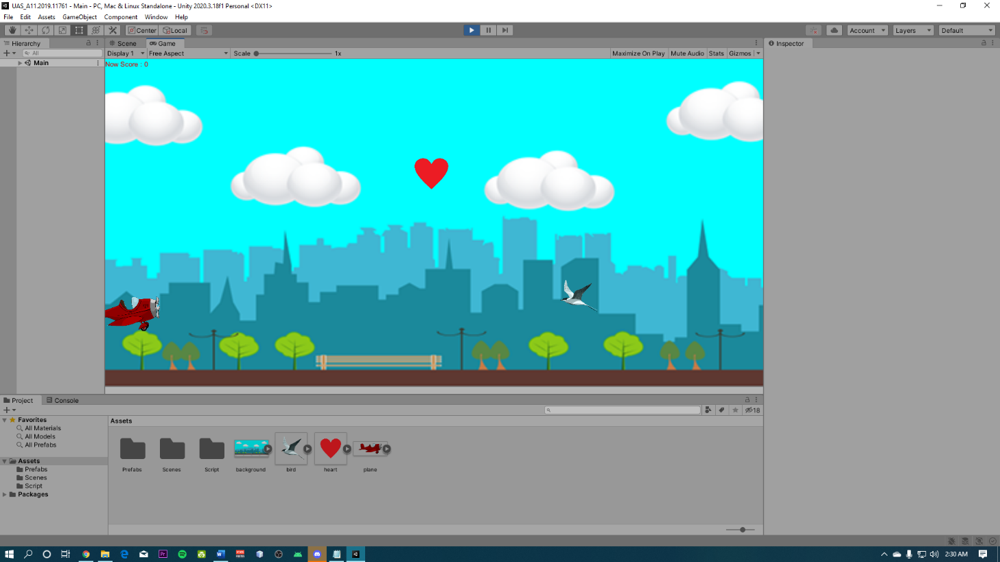 UAS_A11.2019.11761 - Main - PC, Mac & Linux Standalone - Unity 2020.3.18f1 Personal <DX11>
File Edit Assets GameObject Component Window Help
Center Local Account Layers Default
Hierarchy Scene Game Inspector
All Display 1 Free Aspect Scale 1x Maximize On Play Mute Audio Stats Gizmos
Main
Now Score : 0
Project Console
18
Favorites Assets
All Materials
All Models
All Prefabs
Assets
Prefabs
Scenes
Script
Packages
Prefabs Scenes Script background bird heart plane
2:30 AM